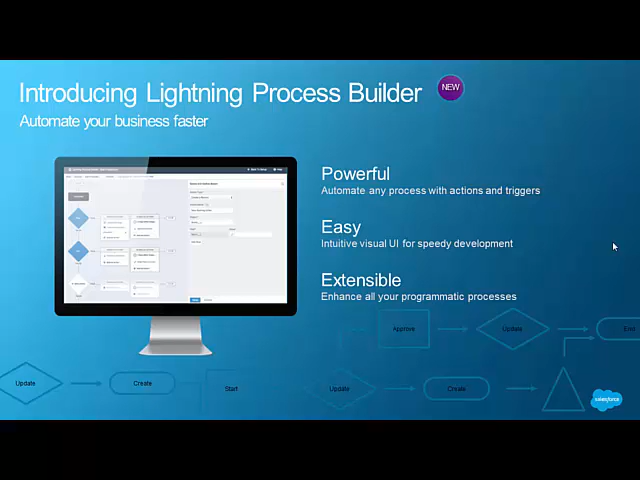 Introducing Lightning Process Builder
NEW
Automate your business faster
Powerful
Automate any process with actions and triggers
Easy
Intuitive visual UI for speedy development
Extensible
Enhance all your programmatic processes
Approve
Update
End
Update
Create
Start
Update
Create
salesforce